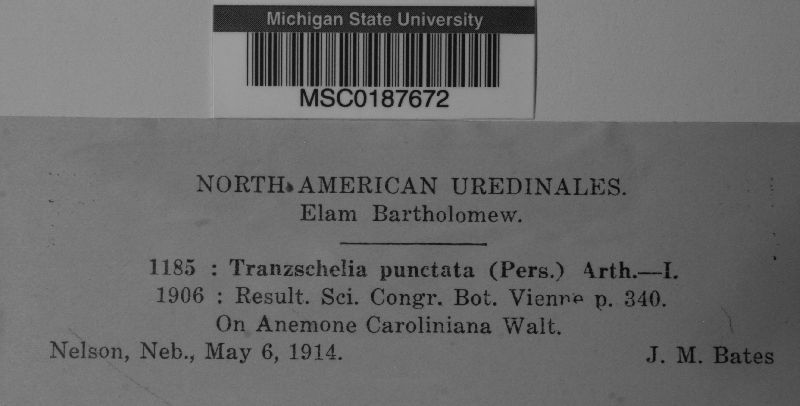 Michigan State University
MSC0187672
NORTH AMERICAN UREDINALES.
Elam Bartholomew.
1185 : Tranzschelia punctata (Pers.) Arth.—I.
1906 : Result. Sci. Congr. Bot. Vienne p. 340.
On Anemone Caroliniana Walt.
Nelson, Neb., May 6, 1914. J. M. Bates